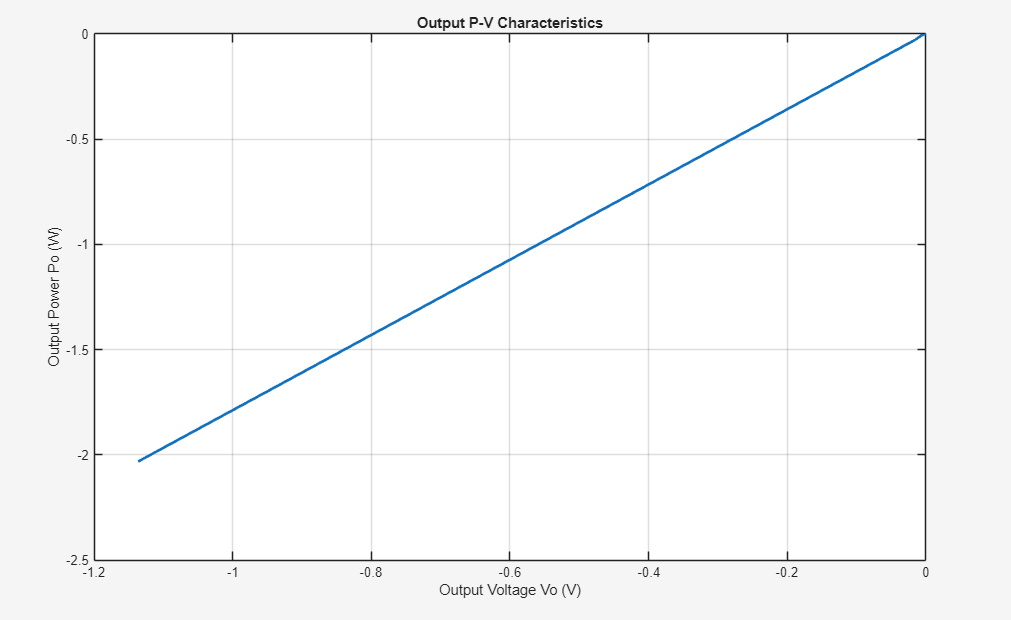 Output P-V Characteristics
0
-0.5
-1
-1.5
-2
-2.5
Output Power Po (W)
-1.2 -1 -0.8 -0.6 -0.4 -0.2 0
Output Voltage Vo (V)